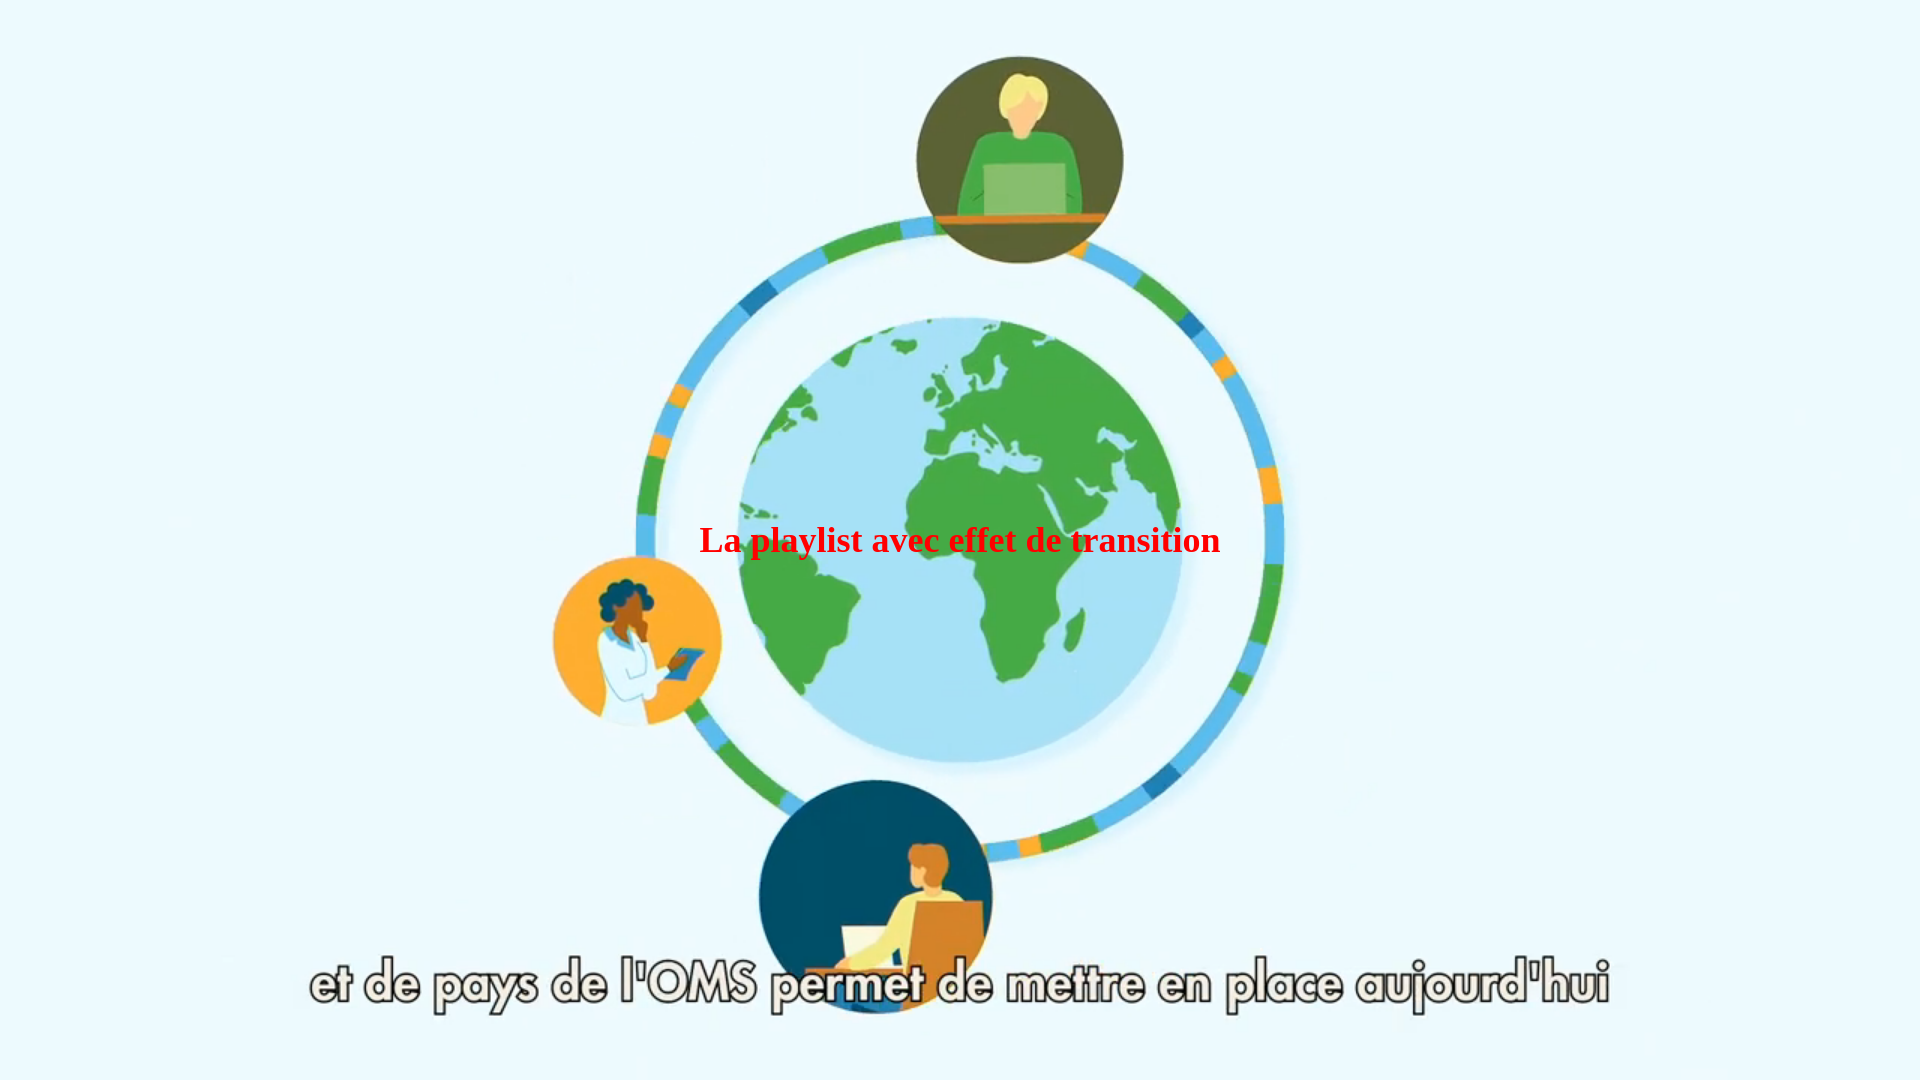 La playlist avec effet de transition
et de pays de l'OMS permet de mettre en place aujourd'hui